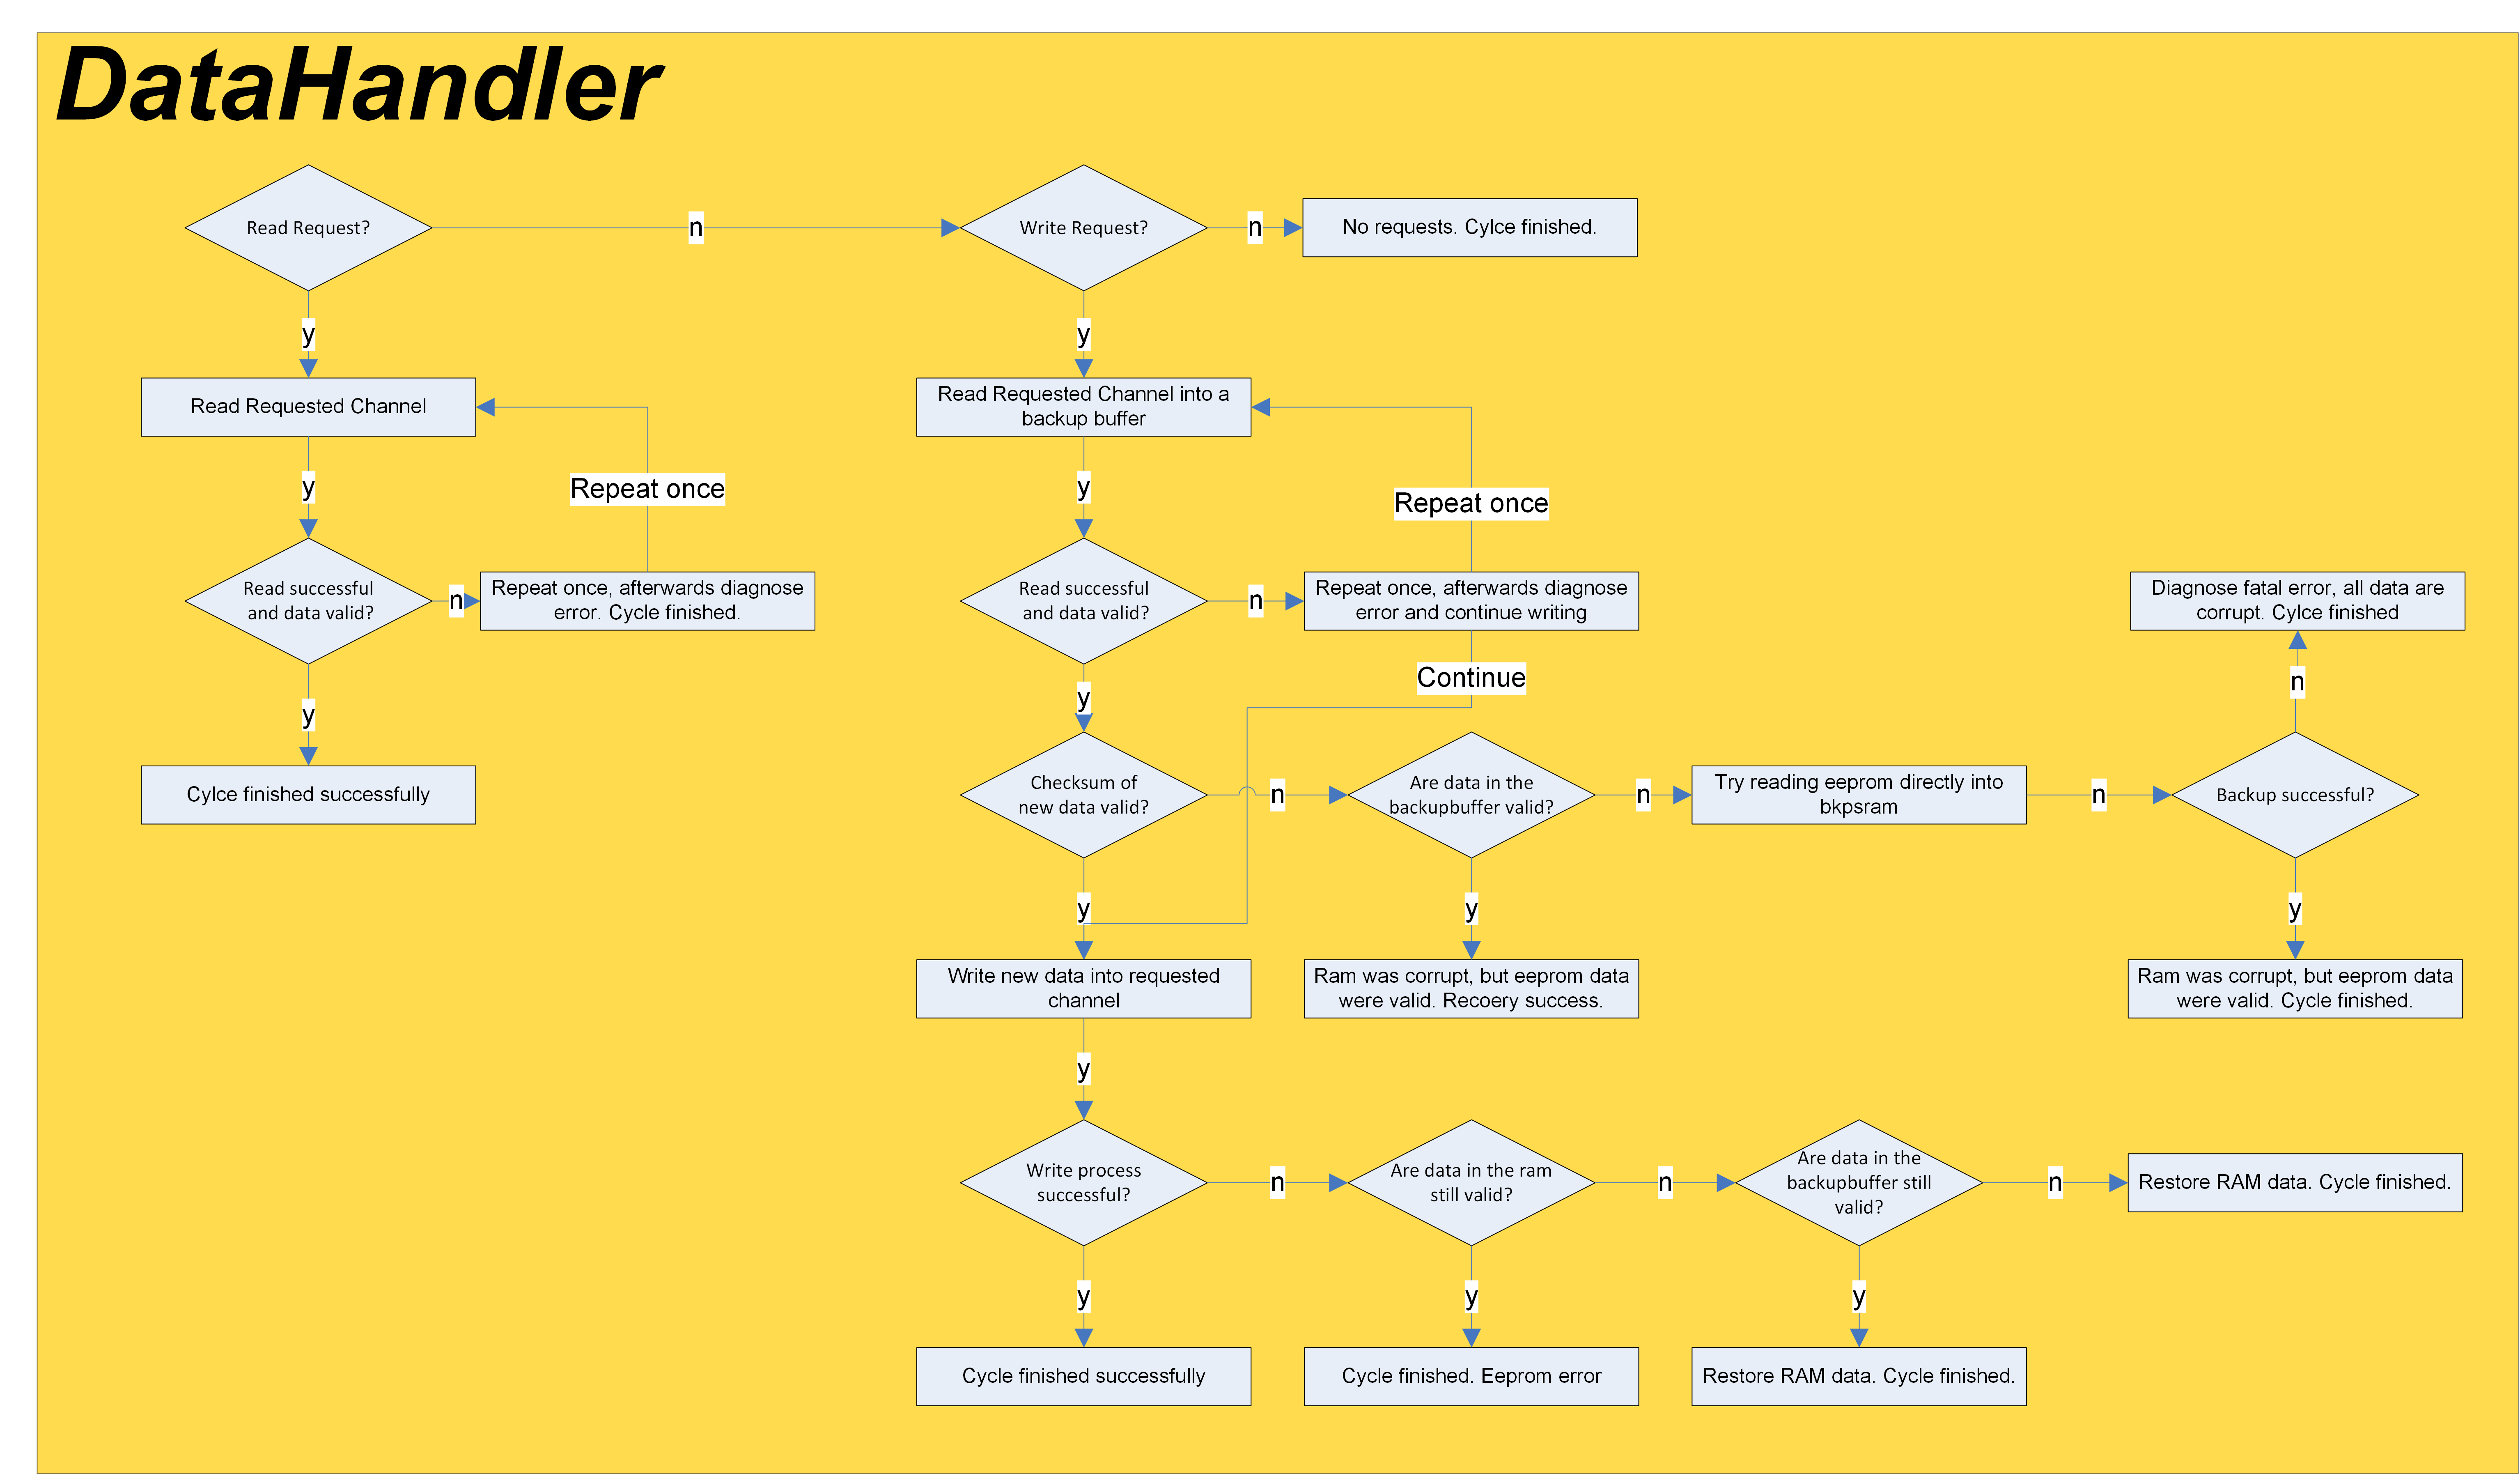 DataHandler
Read Request?
n
Write Request?
n
No requests. Cylce finished.
y
y
Read Requested Channel
Read Requested Channel into a
backup buffer
y
Repeat once
y
Repeat once
Read successful
and data valid?
n
Repeat once, afterwards diagnose
error. Cycle finished.
Read successful
and data valid?
n
Repeat once, afterwards diagnose
error and continue writing
Diagnose fatal error, all data are
corrupt. Cylce finished
y
y
Continue
n
Cylce finished successfully
Checksum of
new data valid?
n
Are data in the
backupbuffer valid?
n
Try reading eeprom directly into
bkpsram
n
Backup successful?
y
y
y
Write new data into requested
channel
Ram was corrupt, but eeprom data
were valid. Recoery success.
Ram was corrupt, but eeprom data
were valid. Cycle finished.
y
Write process
successful?
n
Are data in the ram
still valid?
n
Are data in the
backupbuffer still
valid?
n
Restore RAM data. Cycle finished.
y
y
y
Cycle finished successfully
Cycle finished. Eeprom error
Restore RAM data. Cycle finished.